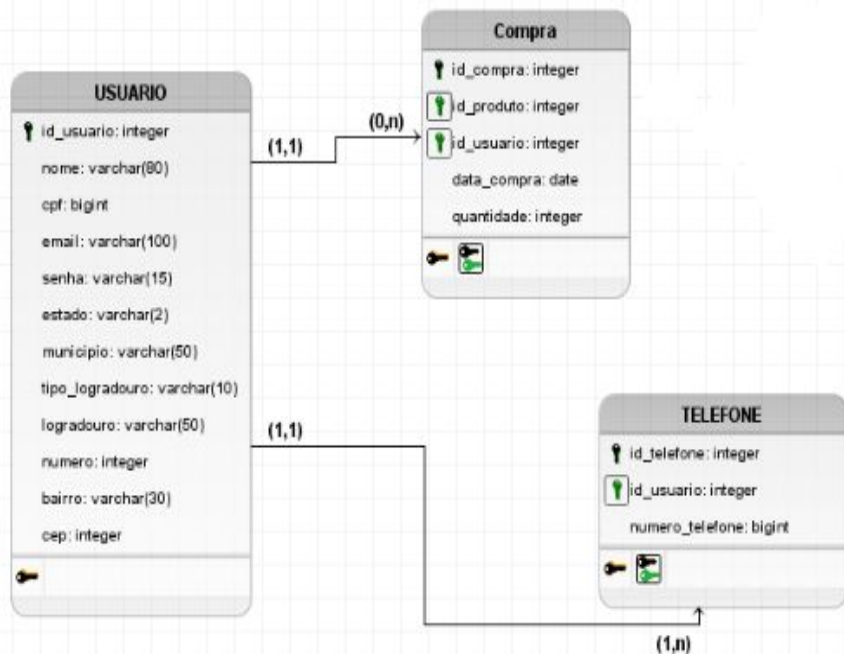 Compra
id_compra: integer
id_produto: integer
id_usuario: integer
data_compra: date
quantidade: integer
USUARIO
id_usuario: integer
nome: varchar(80)
cpf: bigint
email: varchar(100)
senha: varchar(15)
estado: varchar(2)
municipio: varchar(50)
tipo_logradouro: varchar(10)
logradouro: varchar(50)
numero: integer
bairro: varchar(30)
cep: integer
(1,1)
(0,n)
(1,1)
(1,n)
TELEFONE
id_telefone: integer
id_usuario: integer
numero_telefone: bigint